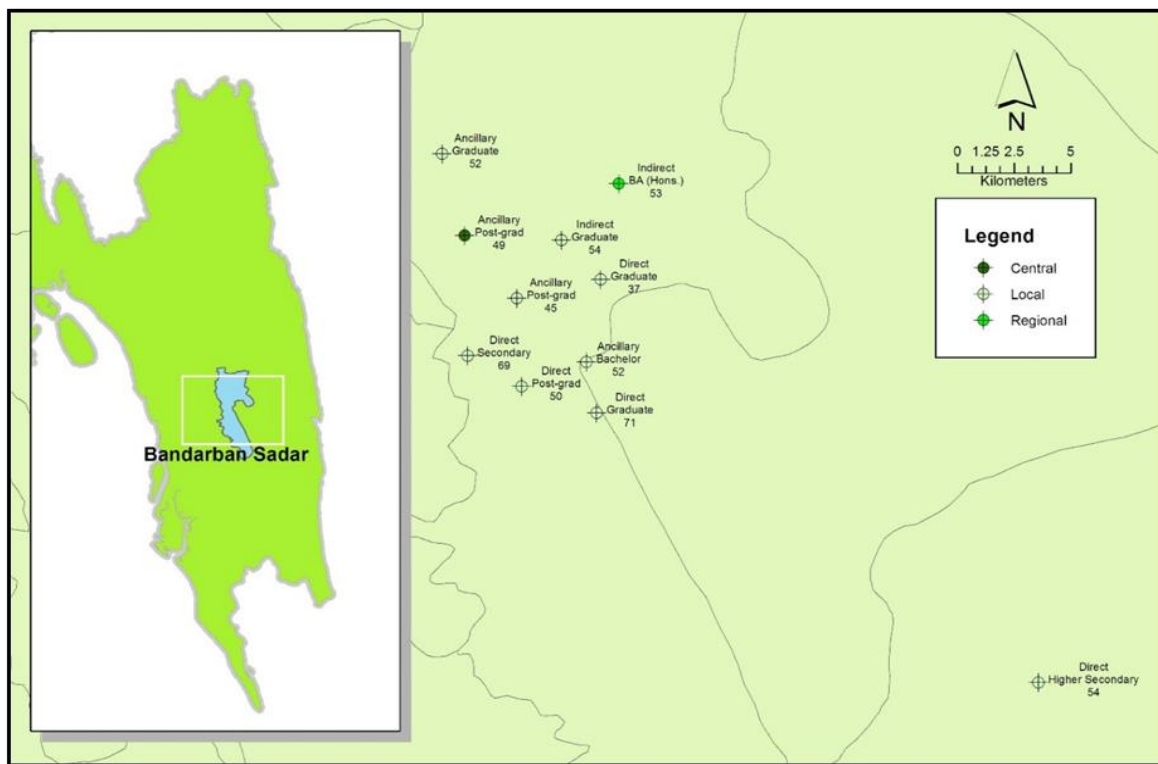 Ancillary
Graduate
52
Indirect
BA (Hons.)
53
Ancillary
Post-grad
49
Indirect
Graduate
54
Direct
Graduate
37
Ancillary
Post-grad
45
Direct
Secondary
69
Ancillary
Bachelor
52
Direct
Post-grad
50
Direct
Graduate
71
Direct
Higher Secondary
54
Bandarban Sadar
N
0 1.25 2.5 5
Kilometers
Legend
Central
Local
Regional